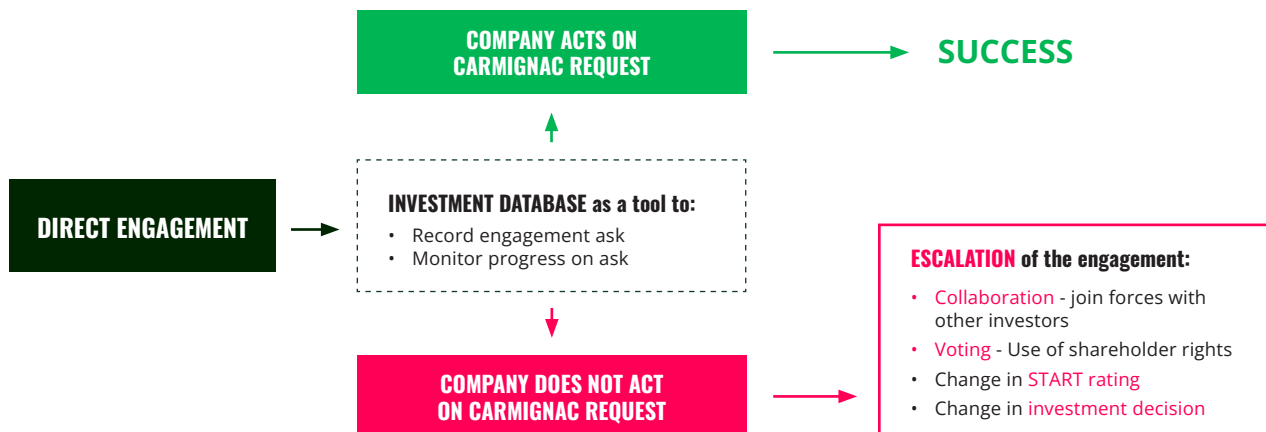 COMPANY ACTS ON
CARMIGNAC REQUEST
SUCCESS
DIRECT ENGAGEMENT
INVESTMENT DATABASE as a tool to:
• Record engagement ask
• Monitor progress on ask
COMPANY DOES NOT ACT
ON CARMIGNAC REQUEST
ESCALATION of the engagement:
• Collaboration - join forces with
other investors
• Voting - Use of shareholder rights
• Change in START rating
• Change in investment decision